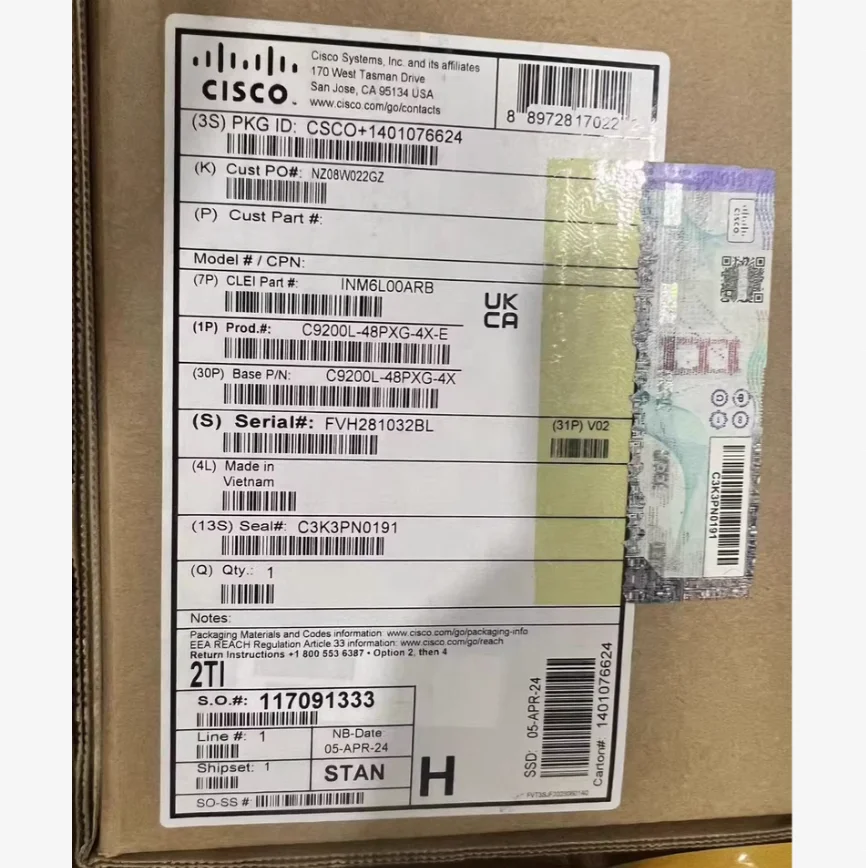 CISCO
Cisco Systems, Inc. and its affiliates
170 West Tasman Drive
San Jose, CA 95134 USA
www.cisco.com/go/contacts
8 89728 17022
(3S) PKG ID: CSCO+1401076624
(K) Cust PO#: NZ08W022GZ
(P) Cust Part #:
Model # / CPN:
(7P) CLEI Part #: INM6L00ARB
UK
CA
(1P) Prod.#: C9200L-48PXG-4X-E
(30P) Base P/N: C9200L-48PXG-4X
(S) Serial#: FVH281032BL
(31P) V02
(4L) Made in
Vietnam
(13S) Seal#: C3K3PN0191
(Q) Qty.: 1
Notes:
Packaging Materials and Codes information www.cisco.com/go/packaging-info
EEA REACH Regulation Article 33 information: www.cisco.com/go/reach
Return Instructions +1 800 553 6387 • Option 2, then 4
2TI
S.O.#: 117091333
Line #: 1
NB-Date
05-APR-24
Shipset: 1
STAN
SO-SS #:
H
SSD: 05-APR-24
Carton# 1401076624
CISCO
C3K3PN0191